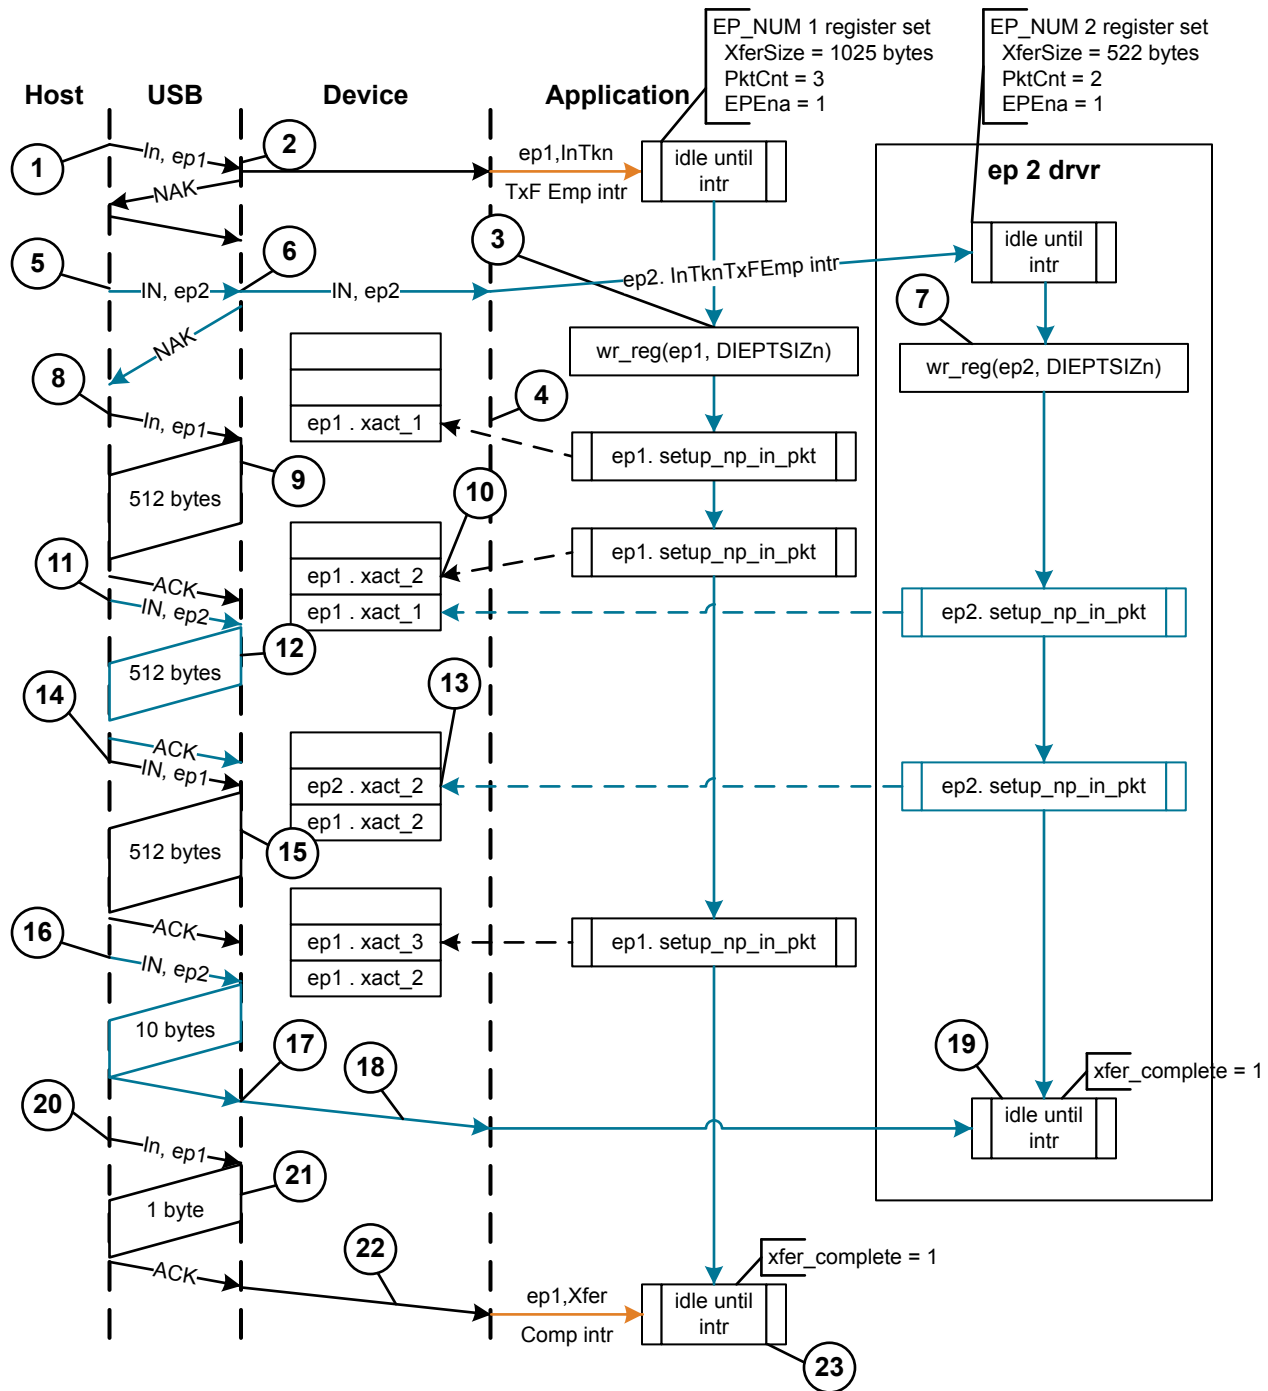 EP_NUM 1 register set
XferSize = 1025 bytes
PktCnt = 3
EPEna = 1
EP_NUM 2 register set
XferSize = 522 bytes
PktCnt = 2
EPEna = 1
Host
USB
Device
Application
1
In, ep1
2
NAK
ep1,InTkn
TxF Emp intr
idle until
intr
ep 2 drvr
3
5
6
IN, ep2
IN, ep2
ep2. InTknTxFEmp intr
idle until
intr
7
NAK
wr_reg(ep1, DIEPTSIZn)
wr_reg(ep2, DIEPTSIZn)
8
In, ep1
4
ep1 . xact_1
ep1. setup_np_in_pkt
9
512 bytes
10
ep1 . xact_2
ep1 . xact_1
ep1. setup_np_in_pkt
11
ACK
IN, ep2
ep2. setup_np_in_pkt
12
512 bytes
13
14
ACK
IN, ep1
ep2 . xact_2
ep1 . xact_2
ep2. setup_np_in_pkt
15
512 bytes
16
ACK
IN, ep2
ep1 . xact_3
ep1 . xact_2
ep1. setup_np_in_pkt
10 bytes
17
18
19
xfer_complete = 1
idle until
intr
20
In, ep1
21
1 byte
22
ACK
ep1,Xfer
Comp intr
xfer_complete = 1
idle until
intr
23